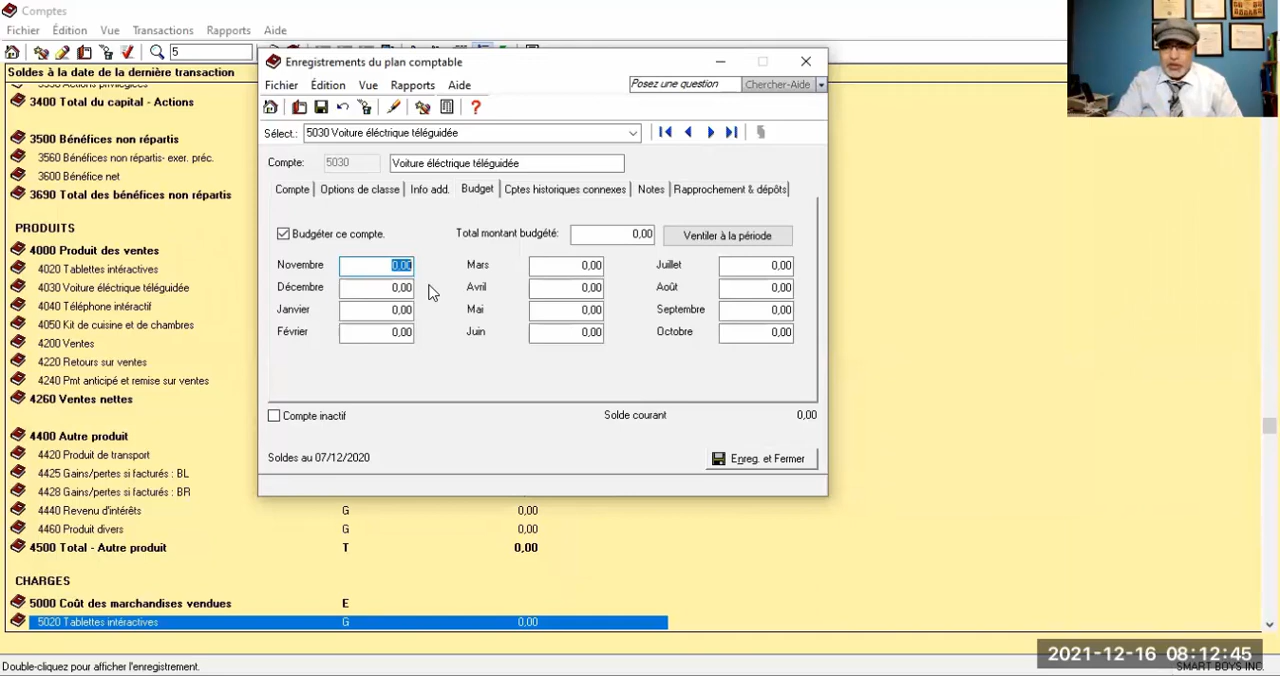 Comptes
Fichier Édition Vue Transactions Rapports Aide
5
Soldes à la date de la dernière transaction
3400 Total du capital - Actions
3500 Bénéfices non répartis
3560 Bénéfices non répartis- exer. préc.
3600 Bénéfice net
3690 Total des bénéfices non répartis
PRODUITS
4000 Produit des ventes
4020 Tablettes intéractives
4030 Voiture éléctrique téléguidée
4040 Téléphone intéractif
4050 Kit de cuisine et de chambres
4200 Ventes
4220 Retours sur ventes
4240 Pmt anticipé et remise sur ventes
4260 Ventes nettes
4400 Autre produit
4420 Produit de transport
4425 Gains/pertes si facturés : BL
4428 Gains/pertes si facturés : BR
4440 Revenu d'intérêts G 0,00
4460 Produit divers G 0,00
4500 Total - Autre produit T 0,00
CHARGES
5000 Coût des marchandises vendues E
5020 Tablettes intéractives G 0,00
Double-cliquez pour afficher l'enregistrement.
Enregistrements du plan comptable
Fichier Édition Vue Rapports Aide
Posez une question Chercher-Aide
Sélect.: 5030 Voiture éléctrique téléguidée
Compte: 5030 Voiture éléctrique téléguidée
Compte Options de classe Info add. Budget Cptes historiques connexes Notes Rapprochement & dépôts
Budgéter ce compte. Total montant budgété: 0,00 Ventiler à la période
Novembre 0,00 Mars 0,00 Juillet 0,00
Décembre 0,00 Avril 0,00 Août 0,00
Janvier 0,00 Mai 0,00 Septembre 0,00
Février 0,00 Juin 0,00 Octobre 0,00
Compte inactif Solde courant 0,00
Soldes au 07/12/2020 Enreg. et Fermer
2021-12-16 08:12:45
SMART BOYS INC.